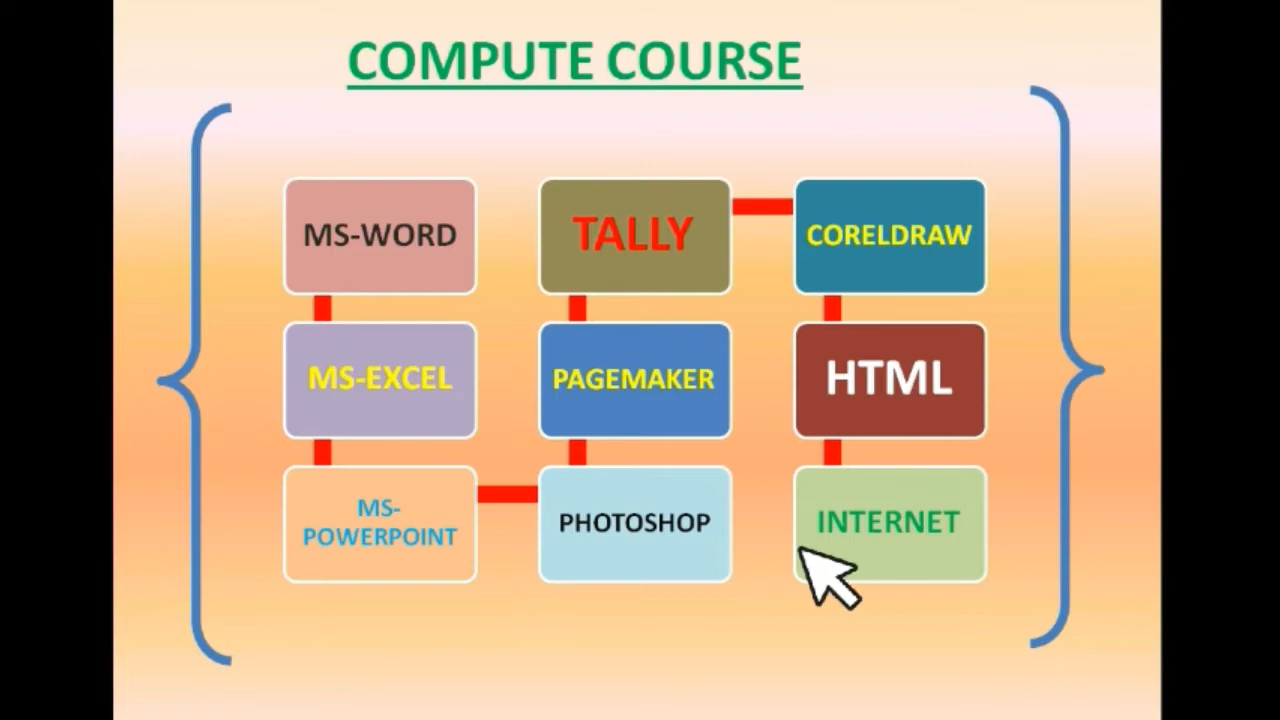 COMPUTE COURSE
MS-WORD
TALLY
CORELDRAW
MS-EXCEL
PAGEMAKER
HTML
MS-
POWERPOINT
PHOTOSHOP
INTERNET